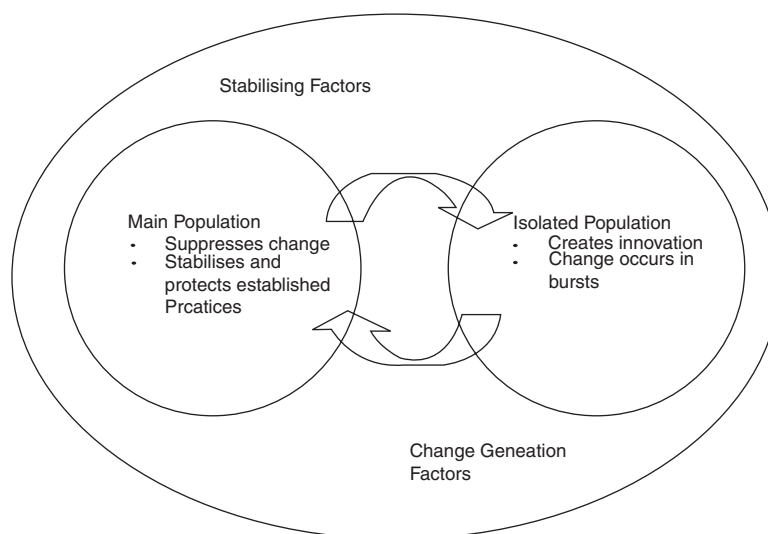 Stabilising Factors
Main Population
· Suppresses change
· Stabilises and
protects established
Prcatices
Isolated Population
· Creates innovation
· Change occurs in
bursts
Change Geneation
Factors